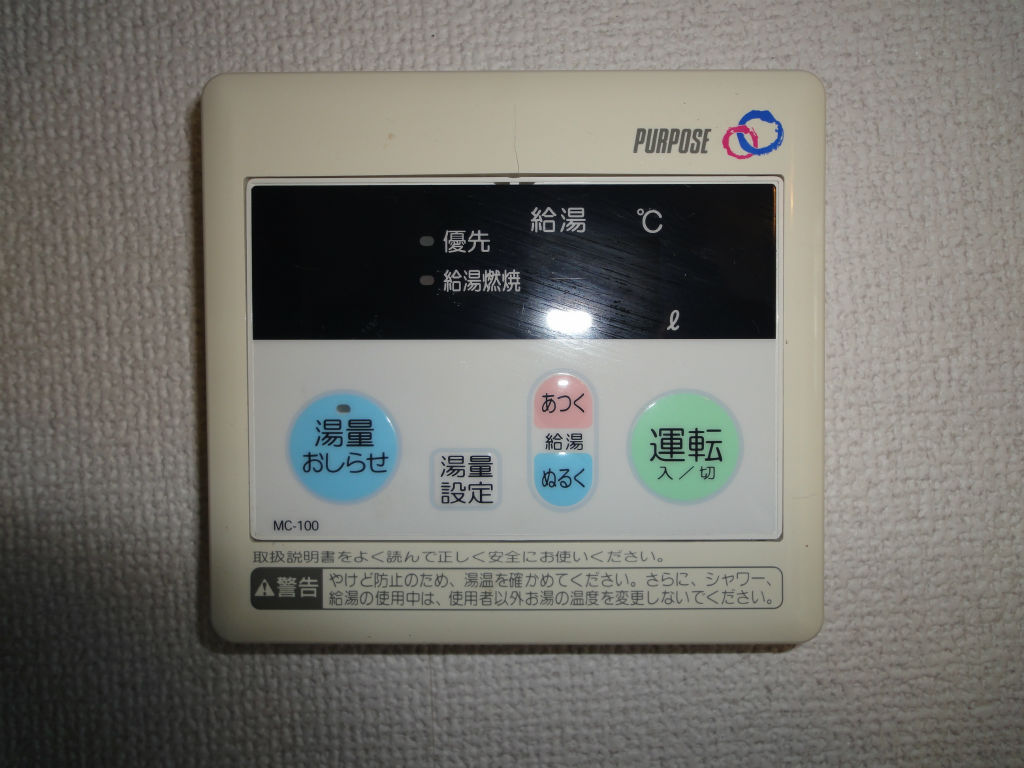 PURPOSE
給湯 ℃
優先
給湯燃焼
ℓ
湯量
おしらせ
湯量
設定
あつく
給湯
ぬるく
運転
入／切
MC-100
取扱説明書をよく読んで正しく安全にお使いください。
警告
やけど防止のため、湯温を確かめてください。さらに、シャワー、
給湯の使用中は、使用者以外お湯の温度を変更しないでください。